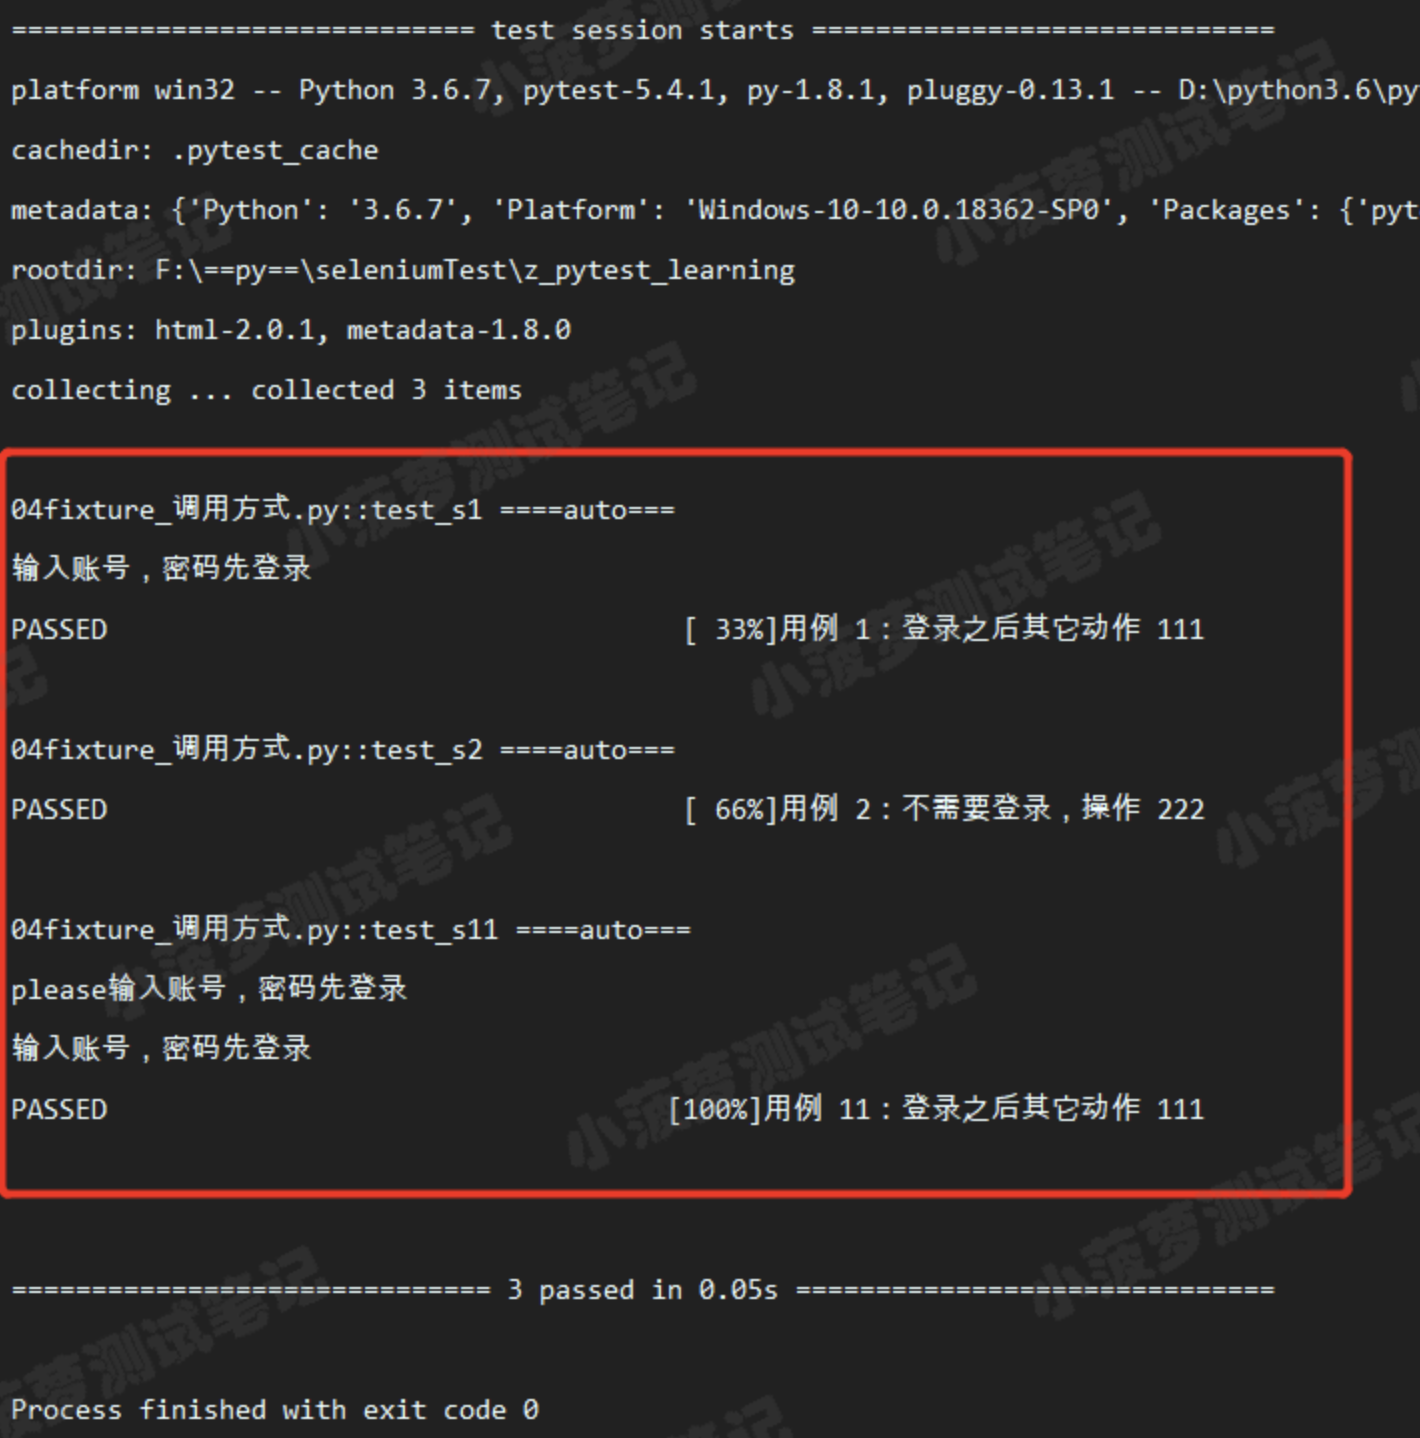 ============================= test session starts =============================
platform win32 -- Python 3.6.7, pytest-5.4.1, py-1.8.1, pluggy-0.13.1 -- D:\python3.6\py
cachedir: .pytest_cache
metadata: {'Python': '3.6.7', 'Platform': 'Windows-10-10.0.18362-SP0', 'Packages': {'pyt
rootdir: F:\==py==\seleniumTest\z_pytest_learning
plugins: html-2.0.1, metadata-1.8.0
collecting ... collected 3 items
04fixture_调用方式.py::test_s1 ====auto===
输入账号，密码先登录
PASSED [ 33%]用例 1：登录之后其它动作 111
04fixture_调用方式.py::test_s2 ====auto===
PASSED [ 66%]用例 2：不需要登录，操作 222
04fixture_调用方式.py::test_s11 ====auto===
please输入账号，密码先登录
输入账号，密码先登录
PASSED [100%]用例 11：登录之后其它动作 111
============================== 3 passed in 0.05s ==============================
Process finished with exit code 0
小菠萝测试笔记